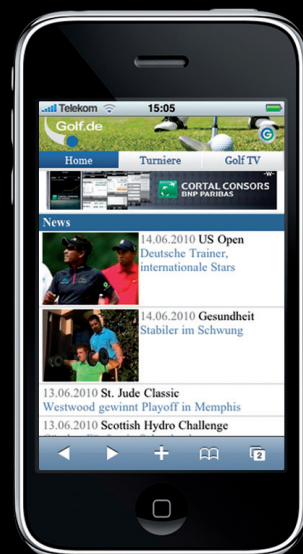 Telekom 15:05
Golf.de
Home Turniere Golf TV
-w-
CORTAL CONSORS
BNP PARIBAS
News
14.06.2010 US Open
Deutsche Trainer,
internationale Stars
14.06.2010 Gesundheit
Stabiler im Schwung
13.06.2010 St. Jude Classic
Westwood gewinnt Playoff in Memphis
13.06.2010 Scottish Hydro Challenge
2